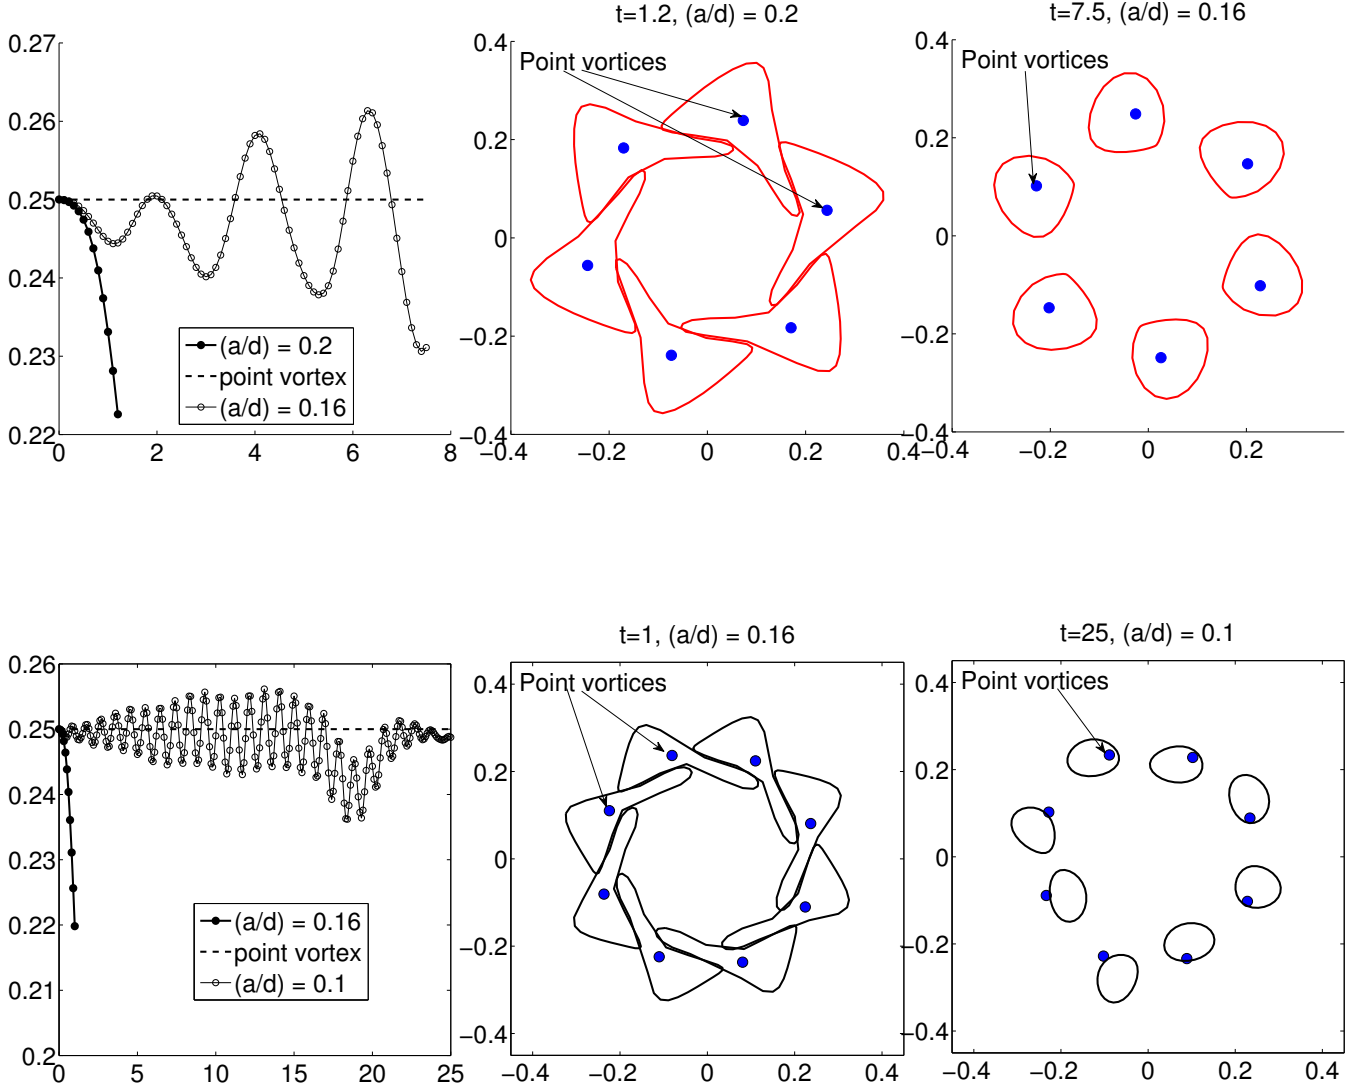 t=1.2, (a/d) = 0.2
t=7.5, (a/d) = 0.16
0.27
0.26
0.25
0.24
0.23
0.22
0 2 4 6 8
(a/d) = 0.2
point vortex
(a/d) = 0.16
Point vortices
0.4
0.2
0
−0.2
−0.4
−0.4 −0.2 0 0.2 0.4
Point vortices
0.4
0.2
0
−0.2
−0.4
−0.4 −0.2 0 0.2
t=1, (a/d) = 0.16
t=25, (a/d) = 0.1
0.26
0.25
0.24
0.23
0.22
0.21
0.2
0 5 10 15 20 25
(a/d) = 0.16
point vortex
(a/d) = 0.1
Point vortices
0.4
0.2
0
−0.2
−0.4
−0.4 −0.2 0 0.2 0.4
Point vortices
0.4
0.2
0
−0.2
−0.4
−0.4 −0.2 0 0.2 0.4